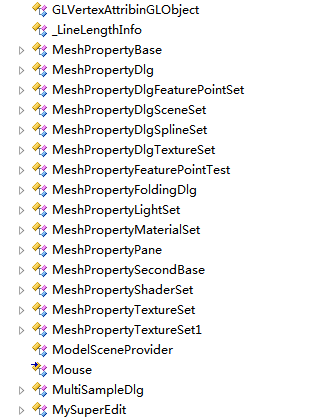 GLVertexAttribinGLObject
_LineLengthInfo
MeshPropertyBase
MeshPropertyDlg
MeshPropertyDlgFeaturePointSet
MeshPropertyDlgSceneSet
MeshPropertyDlgSplineSet
MeshPropertyDlgTextureSet
MeshPropertyFeaturePointTest
MeshPropertyFoldingDlg
MeshPropertyLightSet
MeshPropertyMaterialSet
MeshPropertyPane
MeshPropertySecondBase
MeshPropertyShaderSet
MeshPropertyTextureSet
MeshPropertyTextureSet1
ModelSceneProvider
Mouse
MultiSampleDlg
MySuperEdit